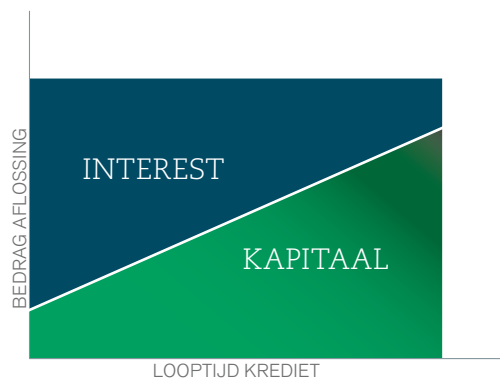 INTEREST
KAPITAAL
BEDRAG AFLOSSING
LOOPTIJD KREDIET